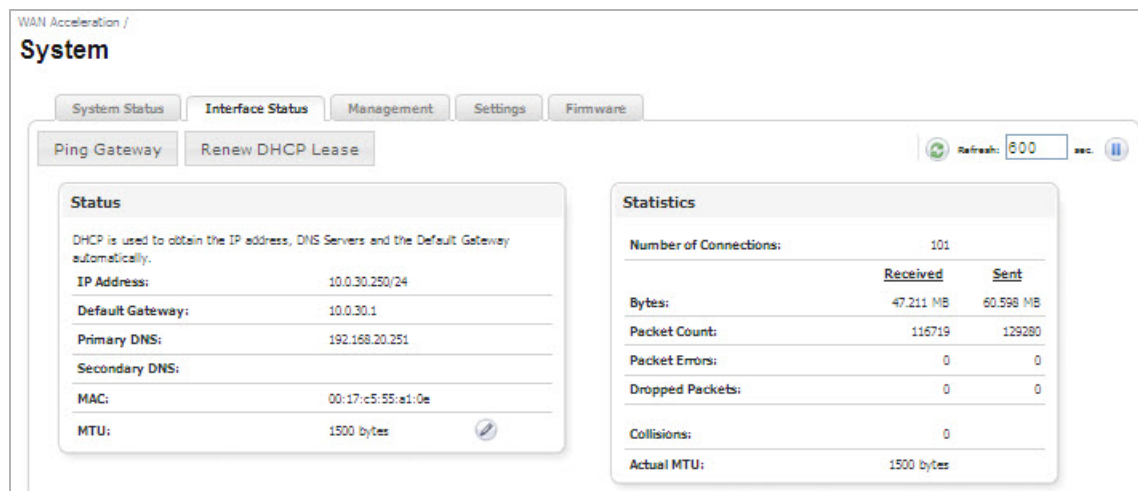 WAN Acceleration /
System
System Status Interface Status Management Settings Firmware
Ping Gateway Renew DHCP Lease Refresh: 600 sec.
Status
DHCP is used to obtain the IP address, DNS Servers and the Default Gateway
automatically.
IP Address: 10.0.30.250/24
Default Gateway: 10.0.30.1
Primary DNS: 192.168.20.251
Secondary DNS:
MAC: 00:17:c5:55:a1:0e
MTU: 1500 bytes
Statistics
Number of Connections: 101
Received Sent
Bytes: 47.211 MB 60.598 MB
Packet Count: 116719 129280
Packet Errors: 0 0
Dropped Packets: 0 0
Collisions: 0
Actual MTU: 1500 bytes